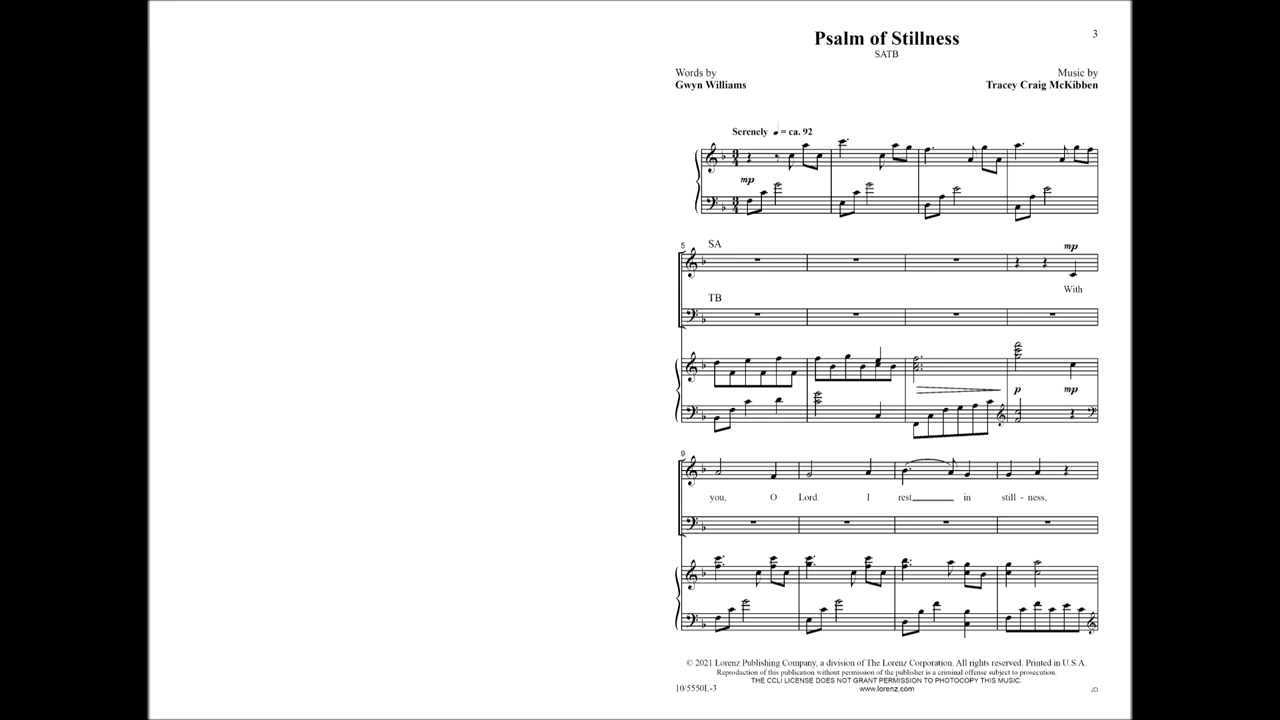 Psalm of Stillness
3
SATB
Words by
Gwyn Williams
Music by
Tracey Craig McKibben
Serenely ♩ = ca. 92
mp
5
SA
mp
With
TB
p
mp
9
you, O Lord. I rest in still - ness,
© 2021 Lorenz Publishing Company, a division of The Lorenz Corporation. All rights reserved. Printed in U.S.A.
Reproduction of this publication without permission of the publisher is a criminal offense subject to prosecution.
THE CCLI LICENSE DOES NOT GRANT PERMISSION TO PHOTOCOPY THIS MUSIC.
www.lorenz.com
10/5550L-3
JD